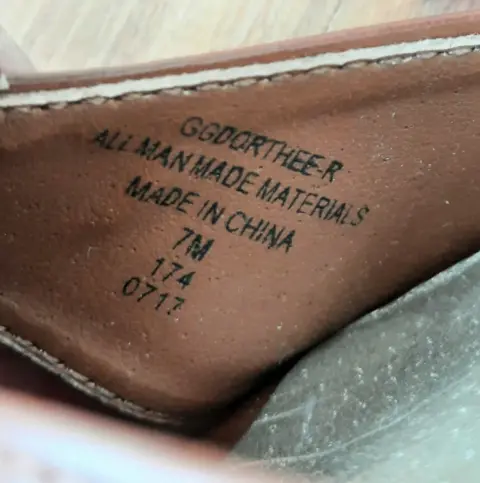 GGDORTHEE-R
ALL MAN MADE MATERIALS
MADE IN CHINA
7M
174
0717